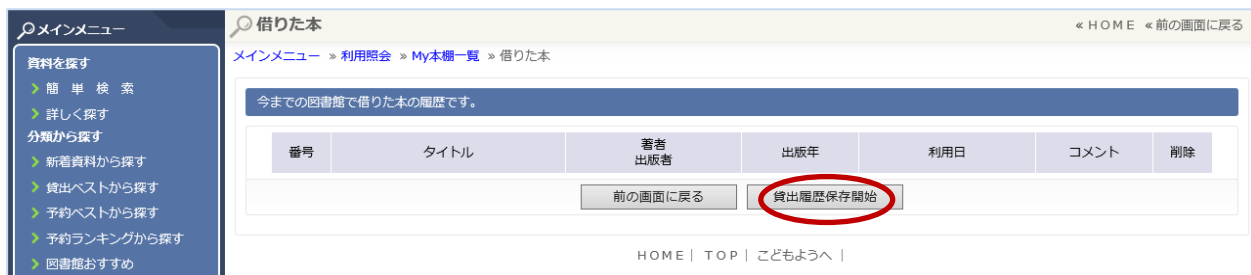 メインメニュー
資料を探す
簡 単 検 索
詳しく探す
分類から探す
新着資料から探す
貸出ベストから探す
予約ベストから探す
予約ランキングから探す
図書館おすすめ
借りた本
«HOME «前の画面に戻る
メインメニュー » 利用照会 » My本棚一覧 » 借りた本
今までの図書館で借りた本の履歴です。
番号 タイトル 著者 出版年 利用日 コメント 削除
出版者
前の画面に戻る 貸出履歴保存開始
HOME| TOP| こどもようへ |